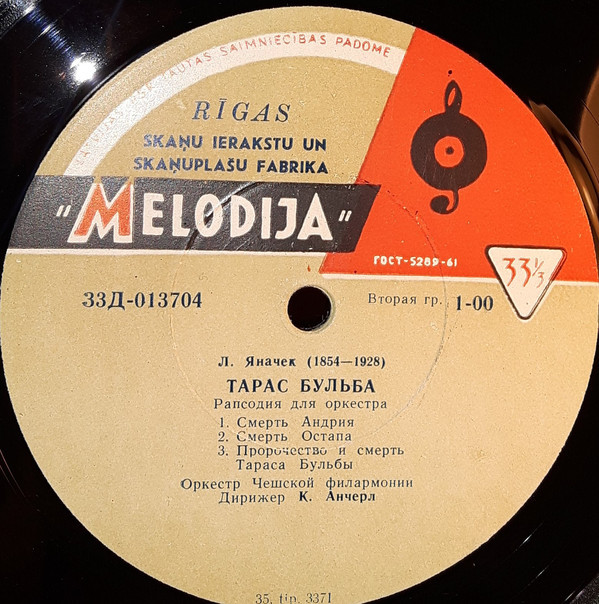 TAUTAS SAIMNIECĪBAS PADOME
RĪGAS
SKAŅU IERAKSTU UN
SKAŅUPLAŠU FABRIKA
"MELODIJA"
ГОСТ-5289-61
33⅓
33Д-013704
Вторая гр. 1-00
Л. Яначек (1854—1928)
ТАРАС БУЛЬБА
Рапсодия для оркестра
1. Смерть Андрия
2. Смерть Остапа
3. Пророчество и смерть
Тараса Бульбы
Оркестр Чешской филармонии
Дирижер К. Анчерл
35. tip. 3371